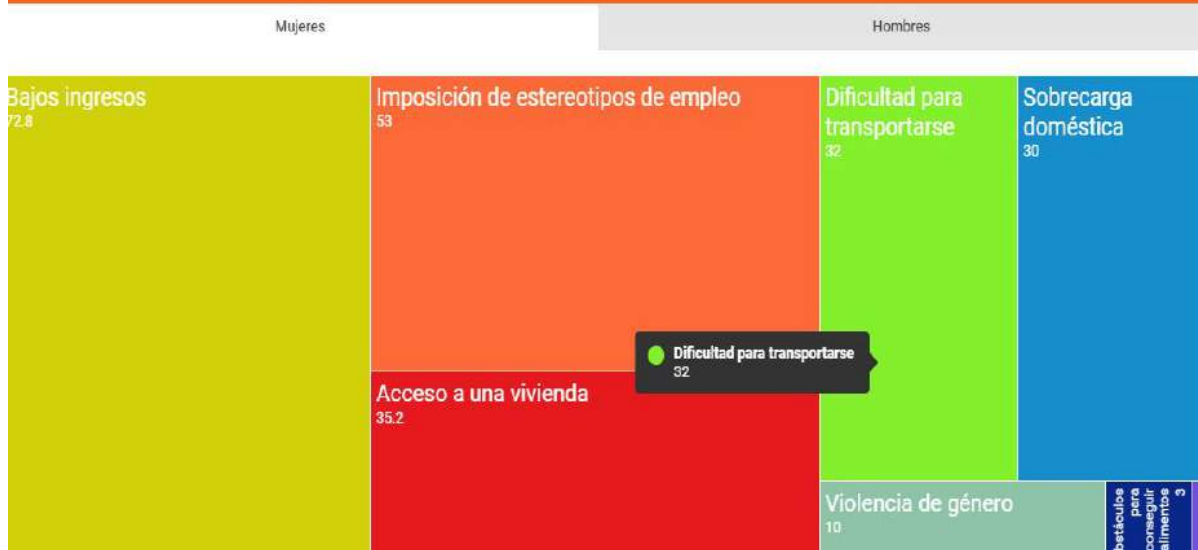 Mujeres
Hombres
Bajos ingresos
72.8
Imposición de estereotipos de empleo
53
Dificultad para
transportarse
32
Sobrecarga
doméstica
30
Dificultad para transportarse
32
Acceso a una vivienda
35.2
Violencia de género
10
para
conseguir
alimentos
3